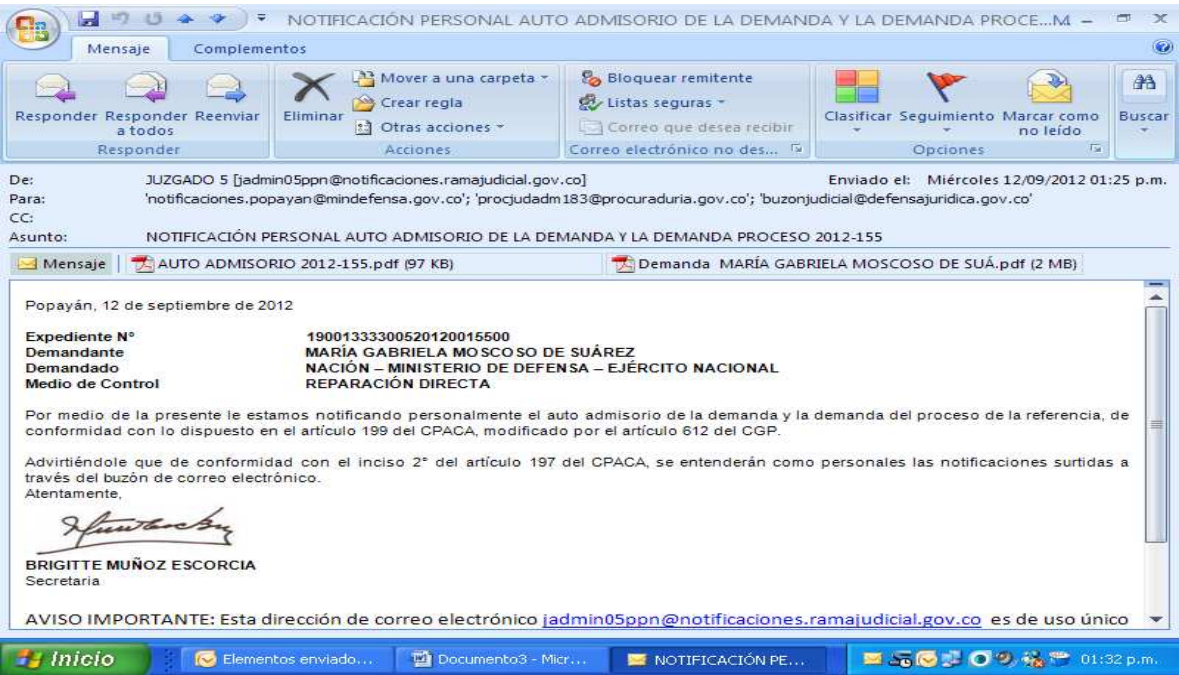 NOTIFICACIÓN PERSONAL AUTO ADMISORIO DE LA DEMANDA Y LA DEMANDA PROCE...M
Mensaje Complementos
Responder
Responder a todos
Reenviar
Responder
Eliminar
Mover a una carpeta
Crear regla
Otras acciones
Acciones
Bloquear remitente
Listas seguras
Correo que desea recibir
Correo electrónico no des...
Clasificar
Seguimiento
Marcar como no leído
Opciones
Buscar
De: JUZGADO 5 [jadmin05ppn@notificaciones.ramajudicial.gov.co] Enviado el: Miércoles 12/09/2012 01:25 p.m.
Para: 'notificaciones.popayan@mindefensa.gov.co'; 'procjudadm183@procuraduria.gov.co'; 'buzonjudicial@defensajuridica.gov.co'
CC:
Asunto: NOTIFICACIÓN PERSONAL AUTO ADMISORIO DE LA DEMANDA Y LA DEMANDA PROCESO 2012-155
Mensaje AUTO ADMISORIO 2012-155.pdf (97 KB) Demanda MARÍA GABRIELA MOSCOSO DE SUÁ.pdf (2 MB)
Popayán, 12 de septiembre de 2012
Expediente N° 19001333300520120015500
Demandante MARÍA GABRIELA MOSCOSO DE SUÁREZ
Demandado NACIÓN – MINISTERIO DE DEFENSA – EJÉRCITO NACIONAL
Medio de Control REPARACIÓN DIRECTA
Por medio de la presente le estamos notificando personalmente el auto admisorio de la demanda y la demanda del proceso de la referencia, de
conformidad con lo dispuesto en el artículo 199 del CPACA, modificado por el artículo 612 del CGP.
Advirtiéndole que de conformidad con el inciso 2° del artículo 197 del CPACA, se entenderán como personales las notificaciones surtidas a
través del buzón de correo electrónico.
Atentamente,
BRIGITTE MUÑOZ ESCORCIA
Secretaria
AVISO IMPORTANTE: Esta dirección de correo electrónico jadmin05ppn@notificaciones.ramajudicial.gov.co es de uso único
Inicio Elementos enviado... Documento3 - Micr... NOTIFICACIÓN PE... 01:32 p.m.